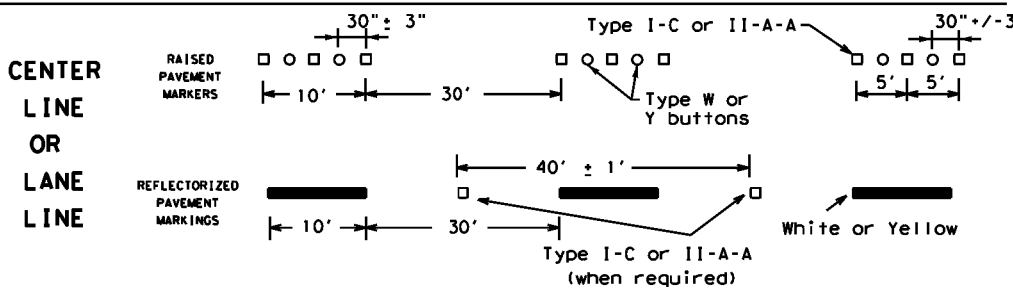 CENTER
LINE
OR
LANE
LINE
RAISED
PAVEMENT
MARKERS
30"± 3"
10'
30'
Type I-C or II-A-A
Type W or
Y buttons
30"+/-3
5'
5'
REFLECTORIZED
PAVEMENT
MARKINGS
40' ± 1'
10'
30'
Type I-C or II-A-A
(when required)
White or Yellow